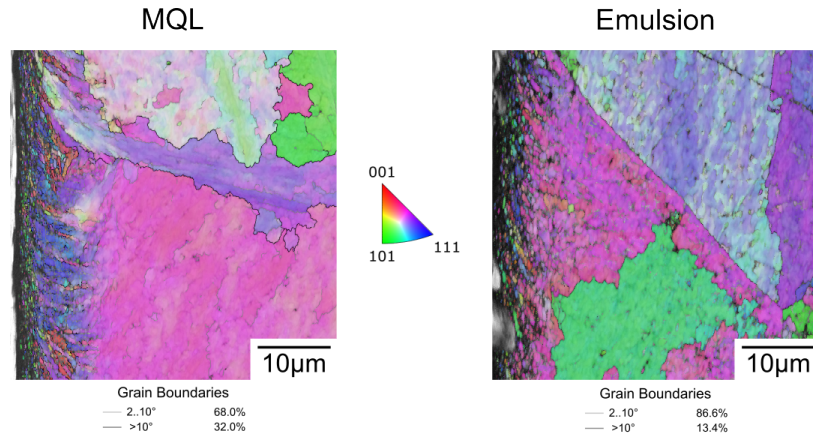 MQL
Emulsion
001
101
111
10µm
10µm
Grain Boundaries
2..10° 68.0%
>10° 32.0%
Grain Boundaries
2..10° 86.6%
>10° 13.4%